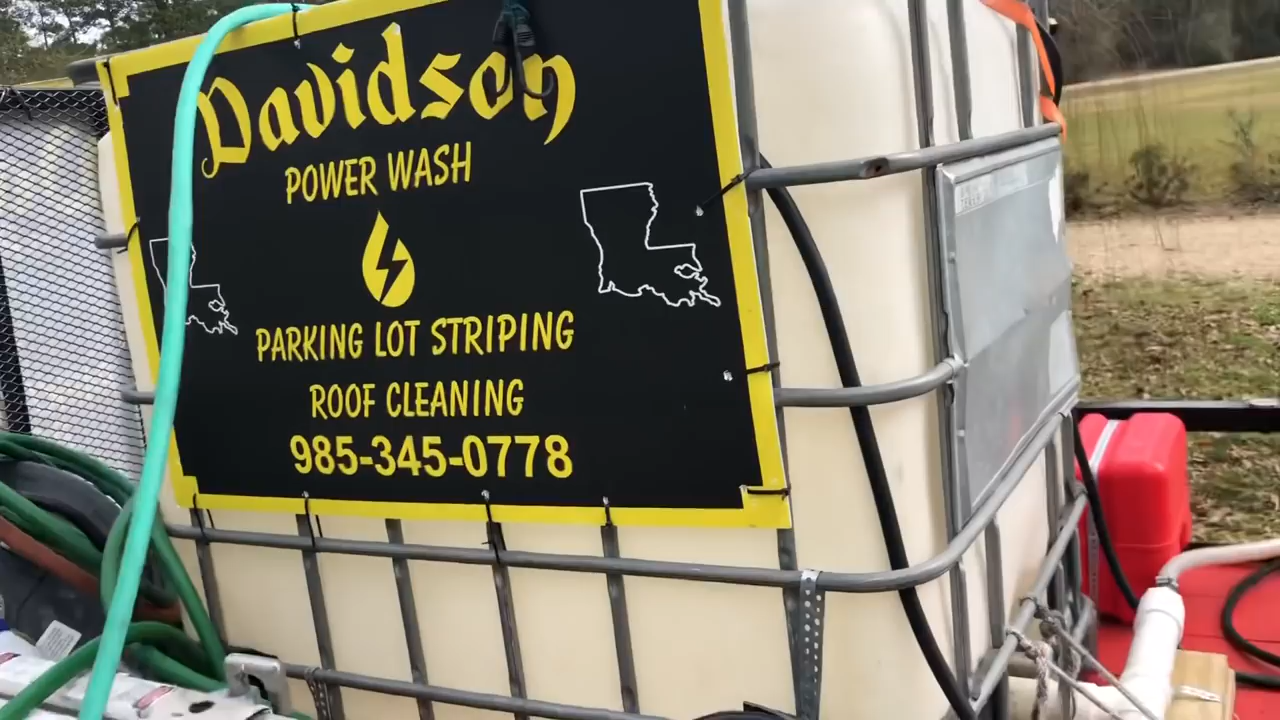 Davidson
POWER WASH
PARKING LOT STRIPING
ROOF CLEANING
985-345-0778